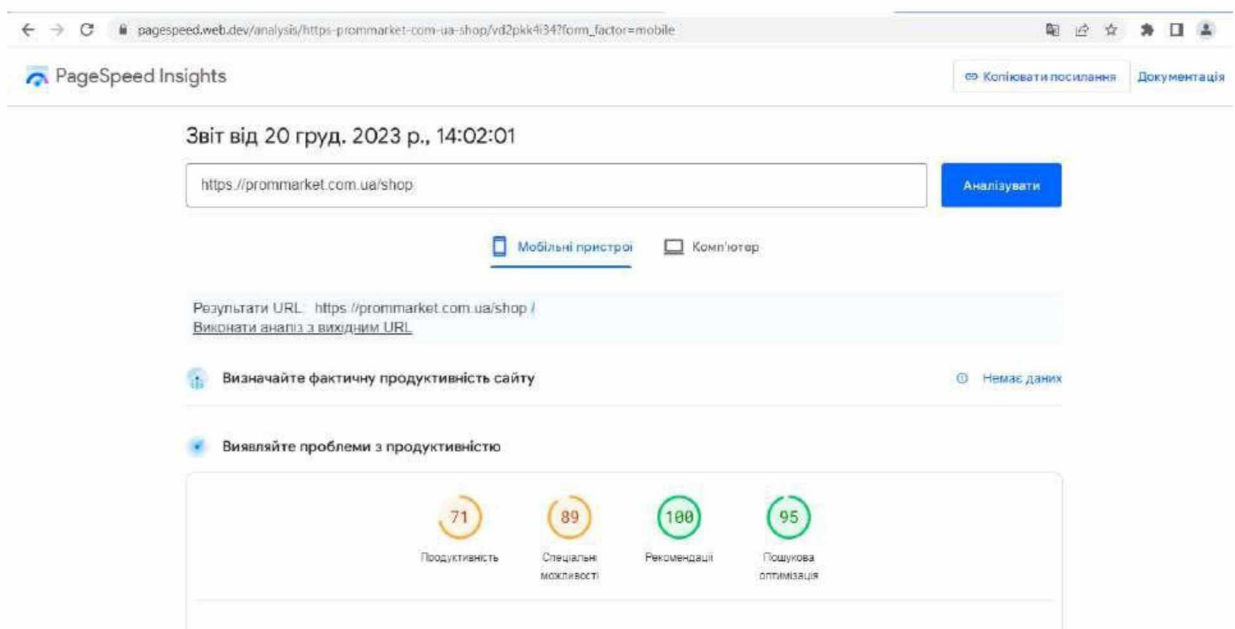 pagespeed.web.dev/analysis/https-prommarket-com-ua-shop/vd2pkk4i34?form_factor=mobile
PageSpeed Insights
Копіювати посилання
Документація
Звіт від 20 груд. 2023 р., 14:02:01
https://prommarket.com.ua/shop
Аналізувати
Мобільні пристрої
Комп'ютер
Результати URL: https://prommarket.com.ua/shop /
Виконати аналіз з вихідним URL
Визначайте фактичну продуктивність сайту
Немає даних
Виявляйте проблеми з продуктивністю
71
89
100
95
Продуктивність
Спеціальні
можливості
Рекомендації
Пошукова
оптимізація